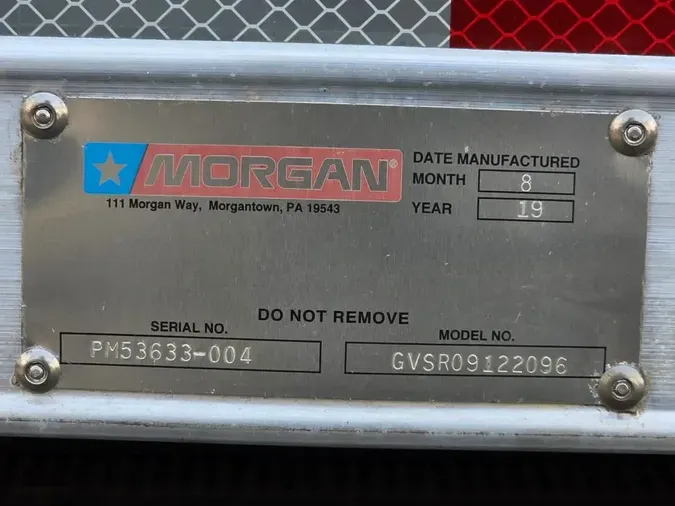 MORGAN®
111 Morgan Way, Morgantown, PA 19543
DATE MANUFACTURED
MONTH 8
YEAR 19
DO NOT REMOVE
SERIAL NO.
PM53633-004
MODEL NO.
GVSR09122096